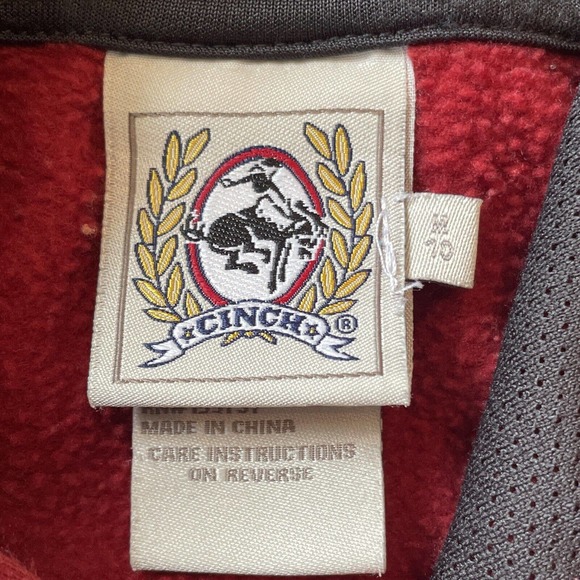 CINCH ®
M
10
MADE IN CHINA
CARE INSTRUCTIONS
ON REVERSE